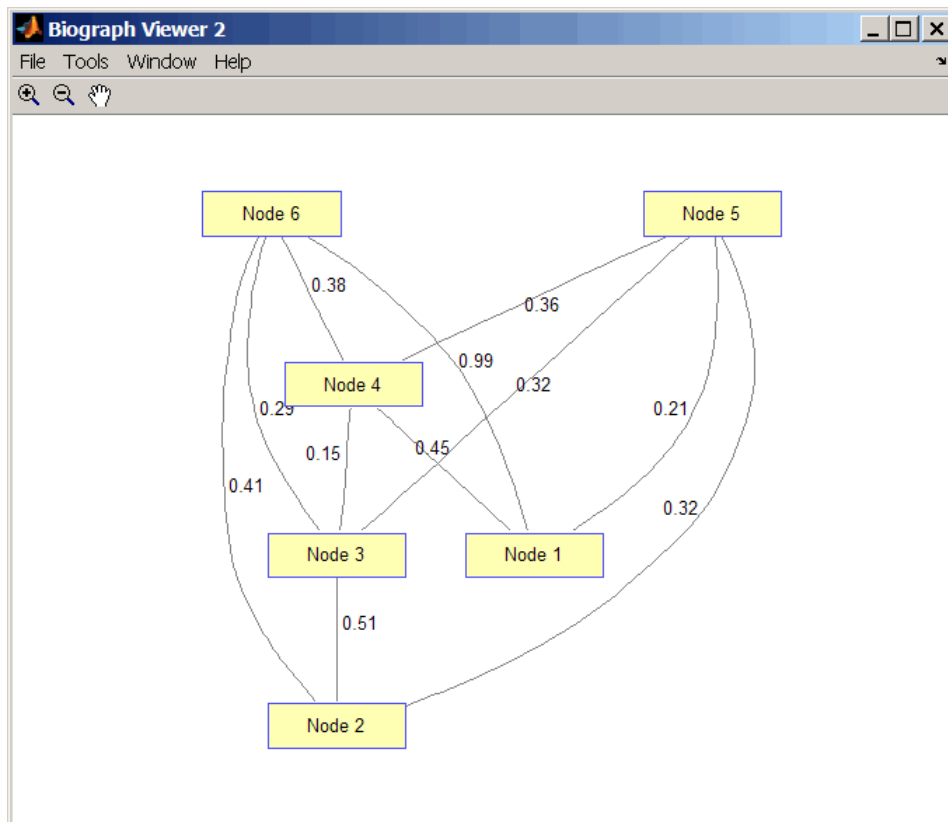 Biograph Viewer 2
File Tools Window Help
Node 6
Node 5
0.38
0.36
0.99
Node 4
0.32
0.29
0.21
0.15
0.45
0.41
0.32
Node 3
Node 1
0.51
Node 2